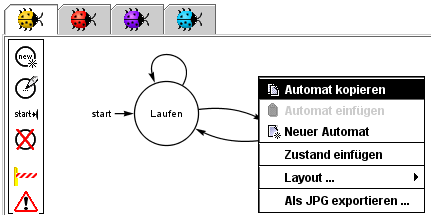 new
start
start
Laufen
Automat kopieren
Automat einfügen
Neuer Automat
Zustand einfügen
Layout ...
Als JPG exportieren ...